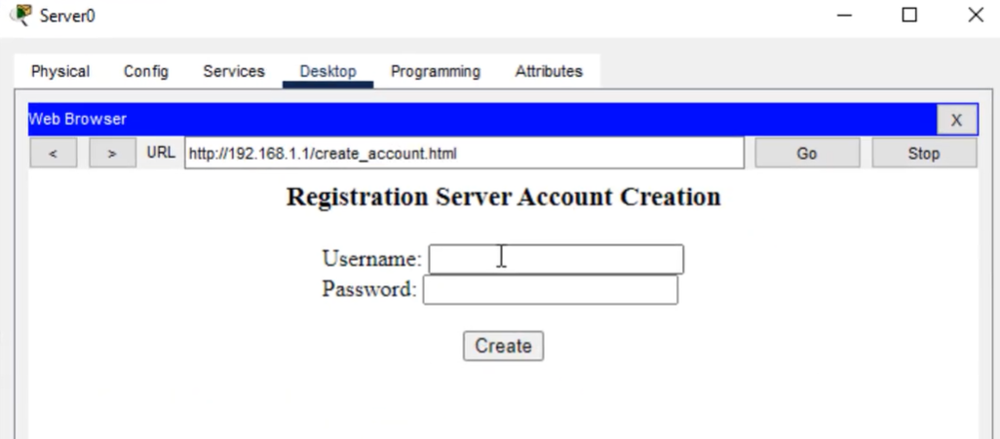 Server0
Physical Config Services Desktop Programming Attributes
Web Browser X
< > URL http://192.168.1.1/create_account.html Go Stop
Registration Server Account Creation
Username:
Password:
Create